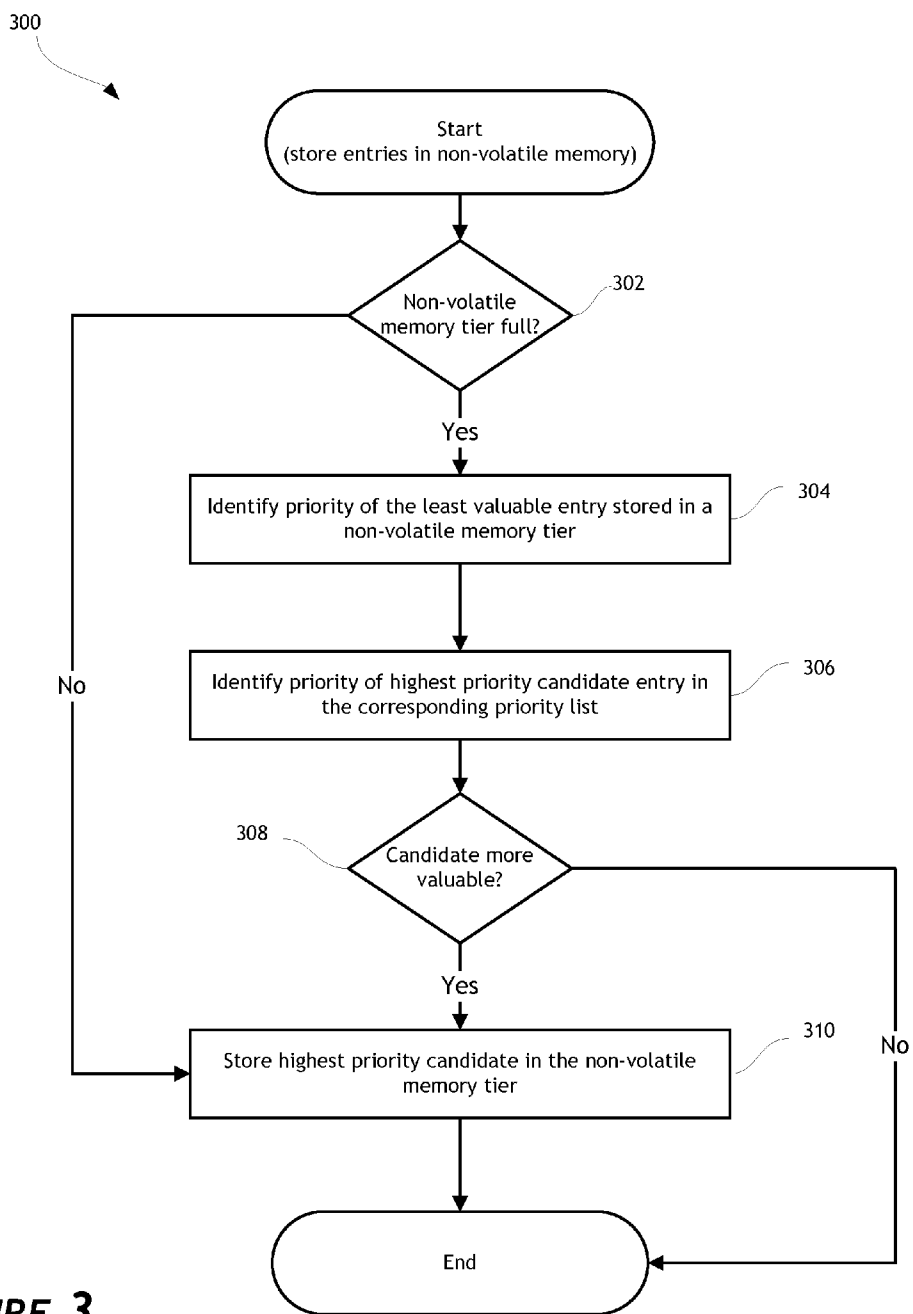 300
Start
(store entries in non-volatile memory)
Non-volatile
memory tier full?
302
Yes
Identify priority of the least valuable entry stored in a
non-volatile memory tier
304
Identify priority of highest priority candidate entry in
the corresponding priority list
306
No
308
Candidate more
valuable?
Yes
Store highest priority candidate in the non-volatile
memory tier
310
No
End
3